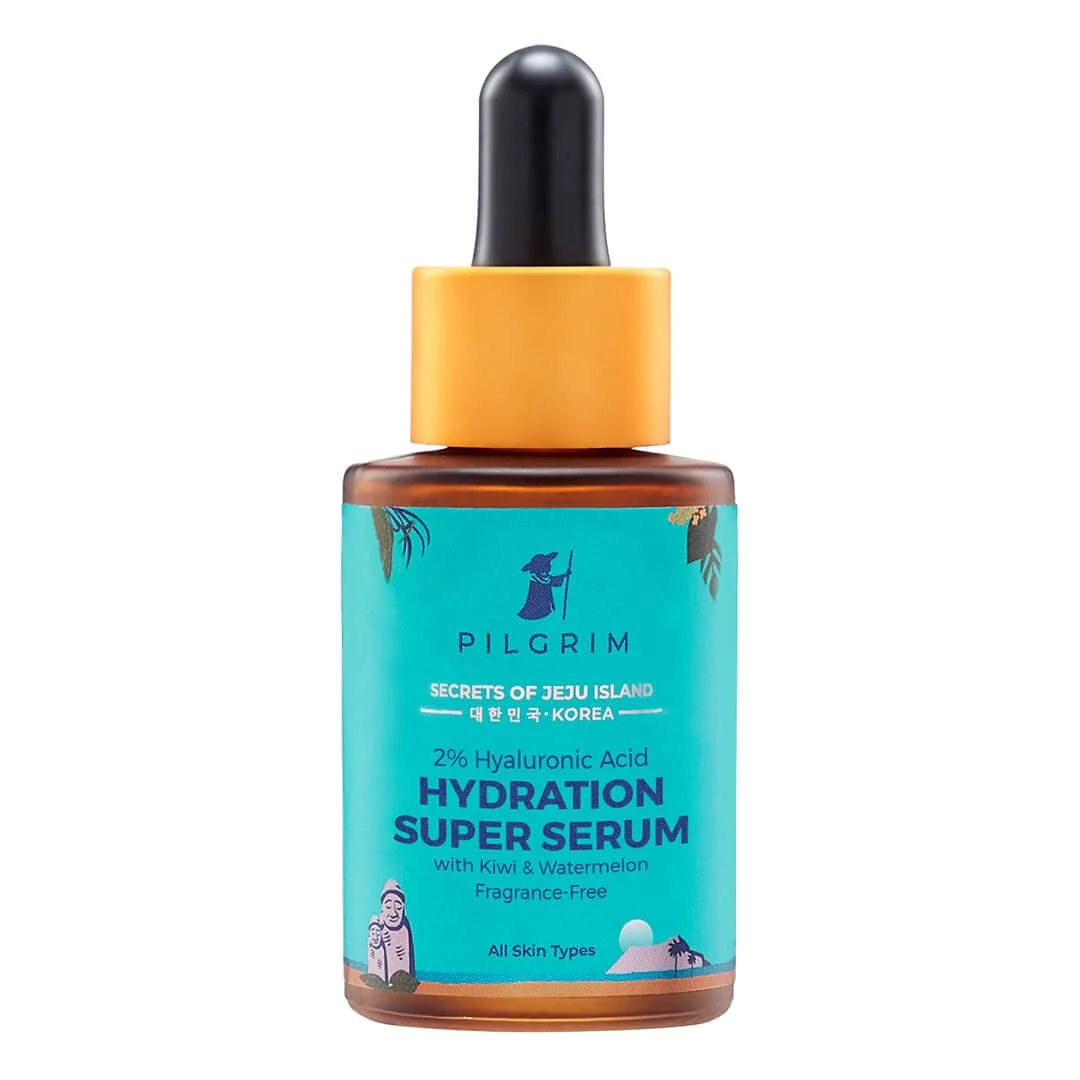 PILGRIM
SECRETS OF JEJU ISLAND
대한민국·KOREA
2% Hyaluronic Acid
HYDRATION
SUPER SERUM
with Kiwi & Watermelon
Fragrance-Free
All Skin Types